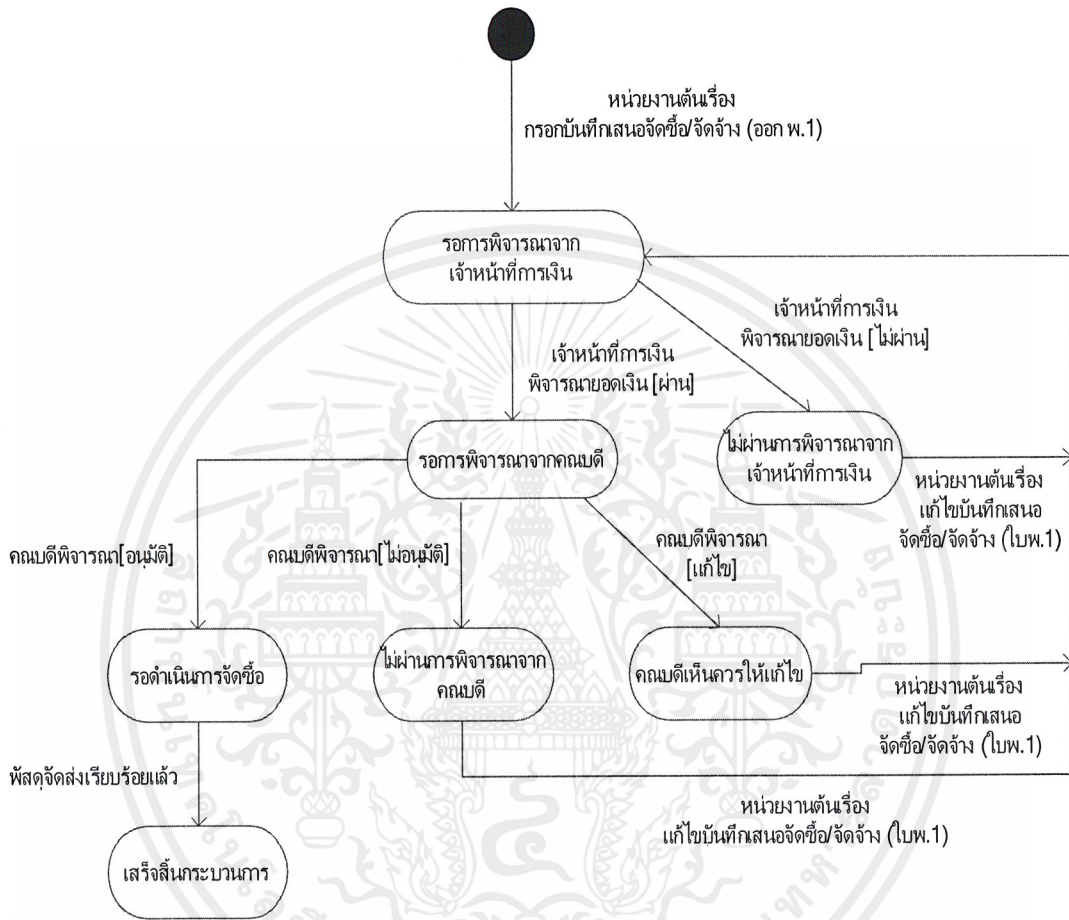 หน่วยงานต้นเรื่อง
กรอกบันทึกเสนอจัดซื้อ/จัดจ้าง (ออก พ.1)
รอการพิจารณาจาก
เจ้าหน้าที่การเงิน
เจ้าหน้าที่การเงิน
พิจารณายอดเงิน [ไม่ผ่าน]
เจ้าหน้าที่การเงิน
พิจารณายอดเงิน [ผ่าน]
ไม่ผ่านการพิจารณาจาก
เจ้าหน้าที่การเงิน
รอการพิจารณาจากคณบดี
หน่วยงานต้นเรื่อง
แก้ไขบันทึกเสนอ
จัดซื้อ/จัดจ้าง (ใบพ.1)
คณบดีพิจารณา[อนุมัติ]
คณบดีพิจารณา[ไม่อนุมัติ]
คณบดีพิจารณา
[แก้ไข]
รอดำเนินการจัดซื้อ
ไม่ผ่านการพิจารณาจาก
คณบดี
คณบดีเห็นควรให้แก้ไข
หน่วยงานต้นเรื่อง
แก้ไขบันทึกเสนอ
จัดซื้อ/จัดจ้าง (ใบพ.1)
พัสดุจัดส่งเรียบร้อยแล้ว
หน่วยงานต้นเรื่อง
แก้ไขบันทึกเสนอจัดซื้อ/จัดจ้าง (ใบพ.1)
เสร็จสิ้นกระบวนการ